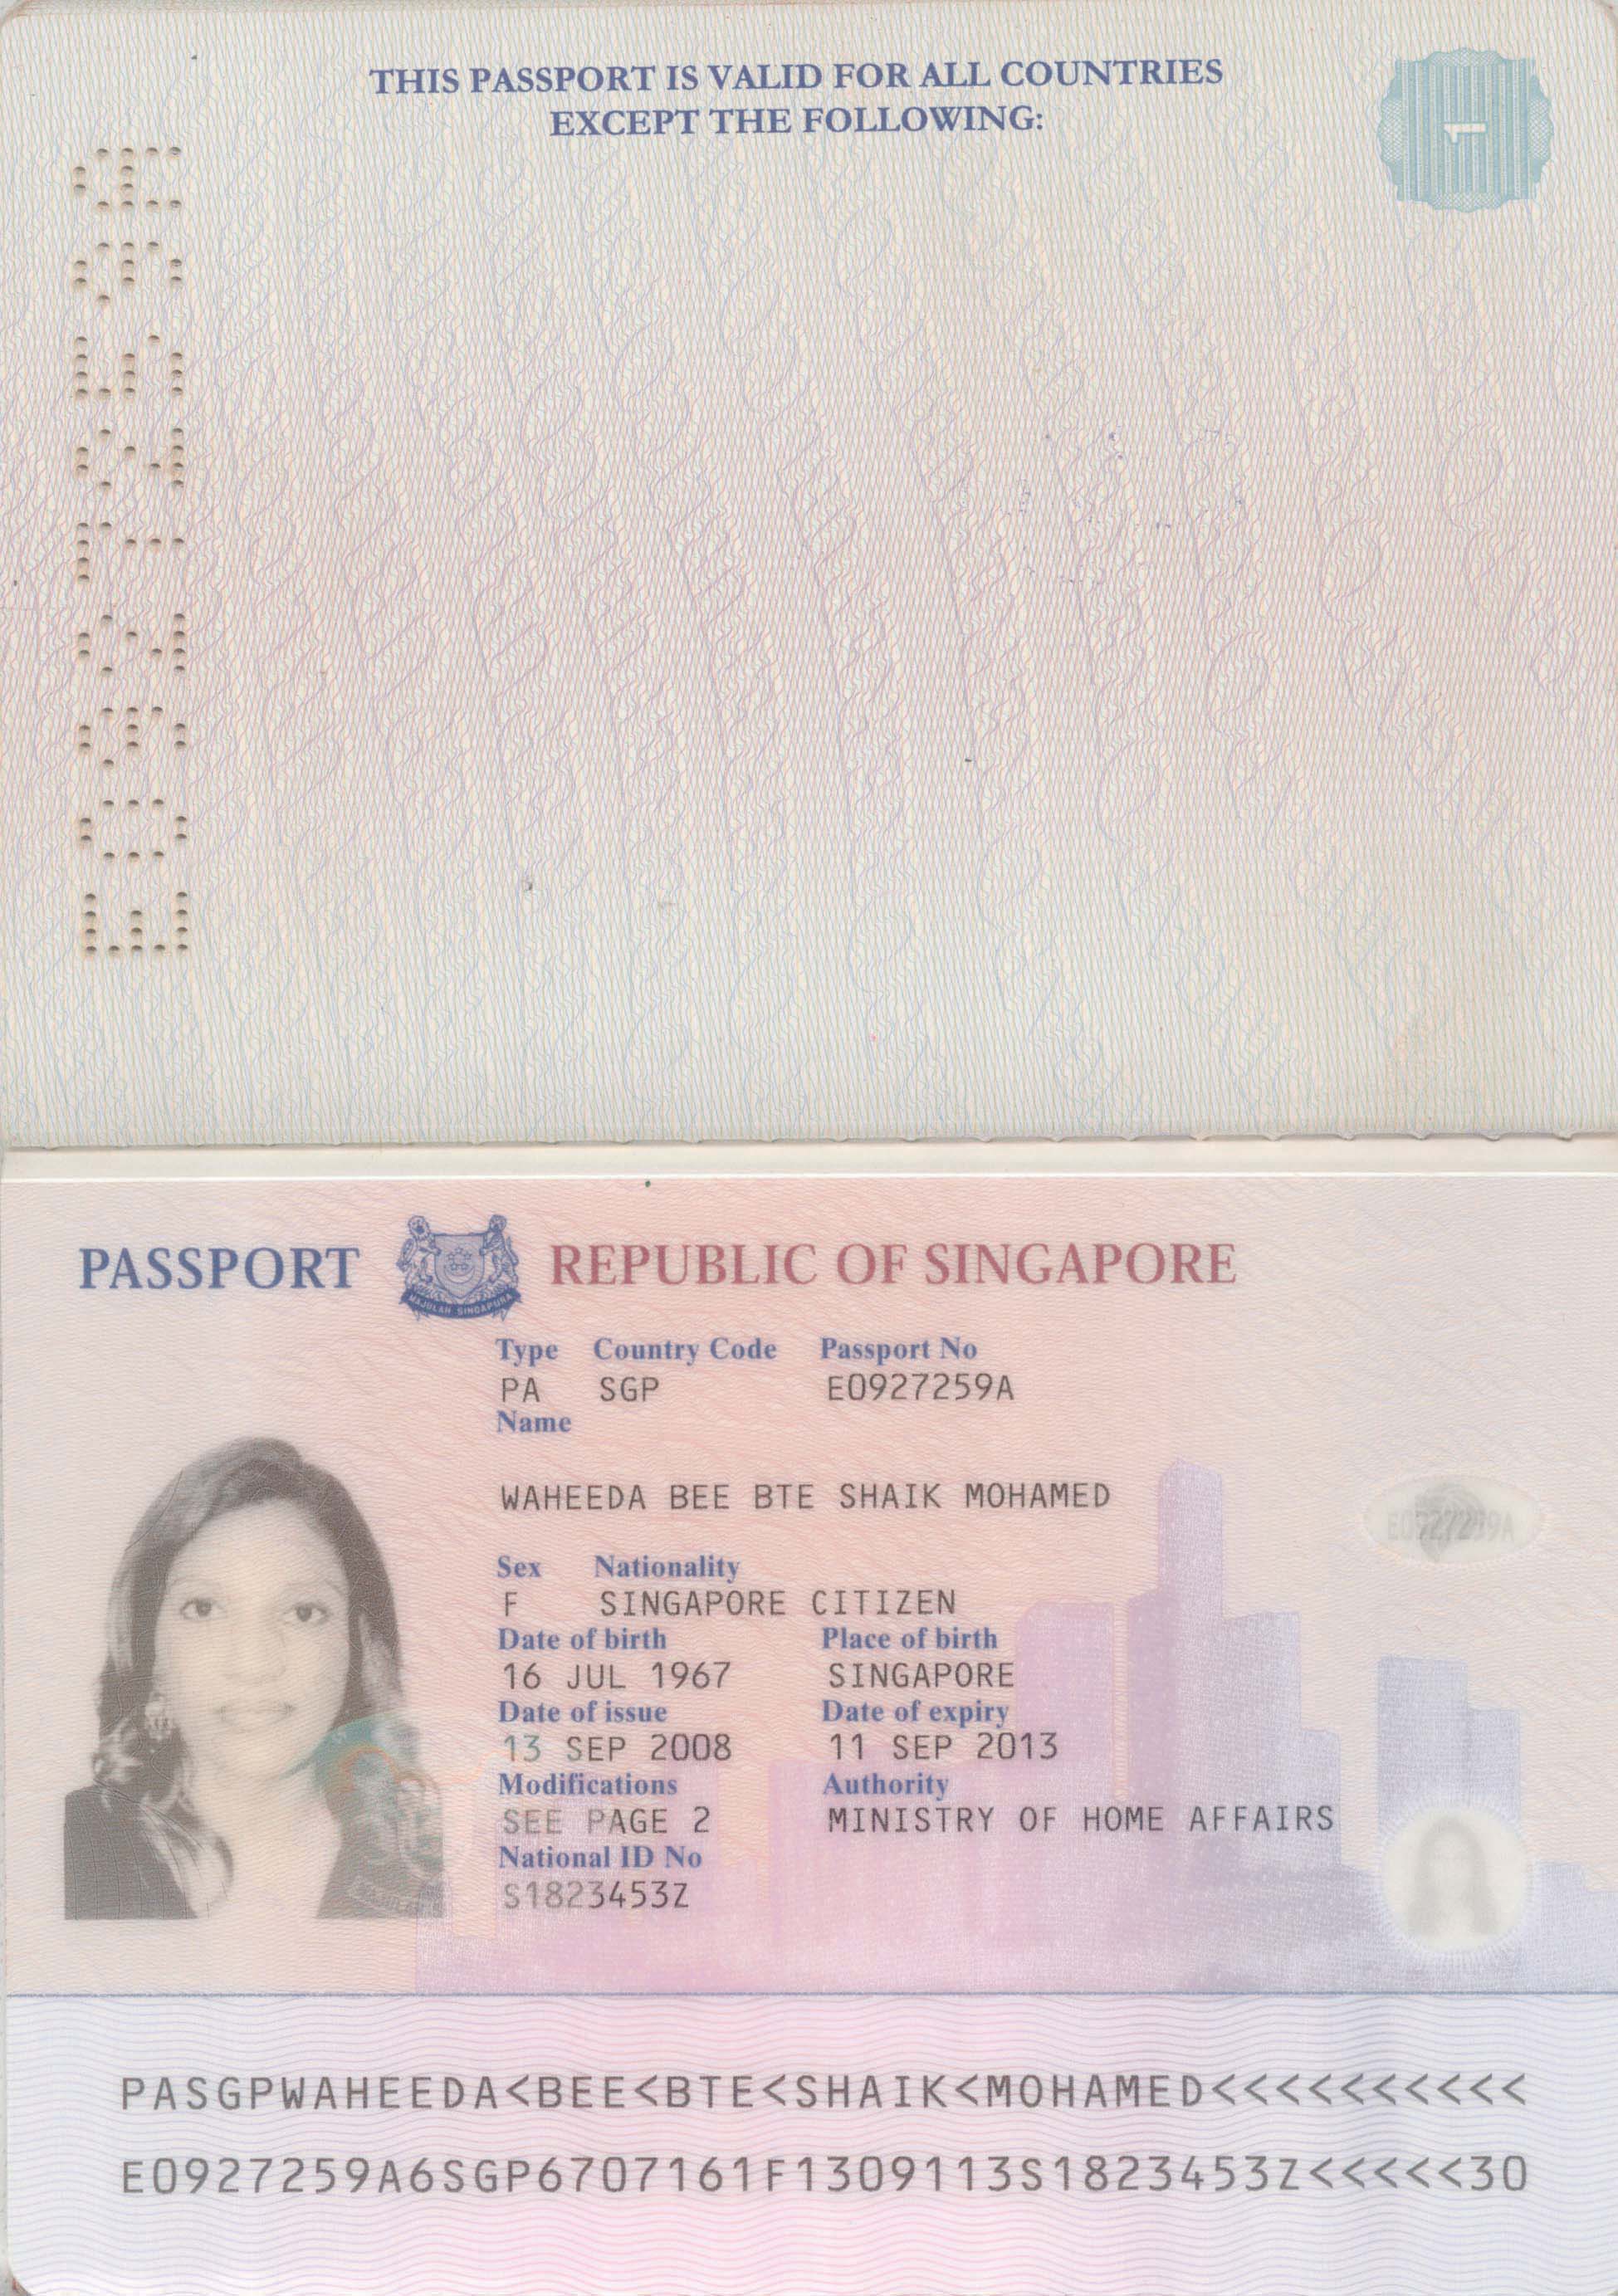 THIS PASSPORT IS VALID FOR ALL COUNTRIES
EXCEPT THE FOLLOWING:
1
E0927259A
PASSPORT REPUBLIC OF SINGAPORE
MAJULAH SINGAPURA
Type Country Code Passport No
PA SGP E0927259A
Name
WAHEEDA BEE BTE SHAIK MOHAMED
E0927259A
Sex Nationality
F SINGAPORE CITIZEN
Date of birth Place of birth
16 JUL 1967 SINGAPORE
Date of issue Date of expiry
13 SEP 2008 11 SEP 2013
Modifications Authority
SEE PAGE 2 MINISTRY OF HOME AFFAIRS
National ID No
S1823453Z
PASGPWAHEEDA<BEE<BTE<SHAIK<MOHAMED<<<<<<<<<<
E0927259A6SGP6707161F1309113S1823453Z<<<<<30